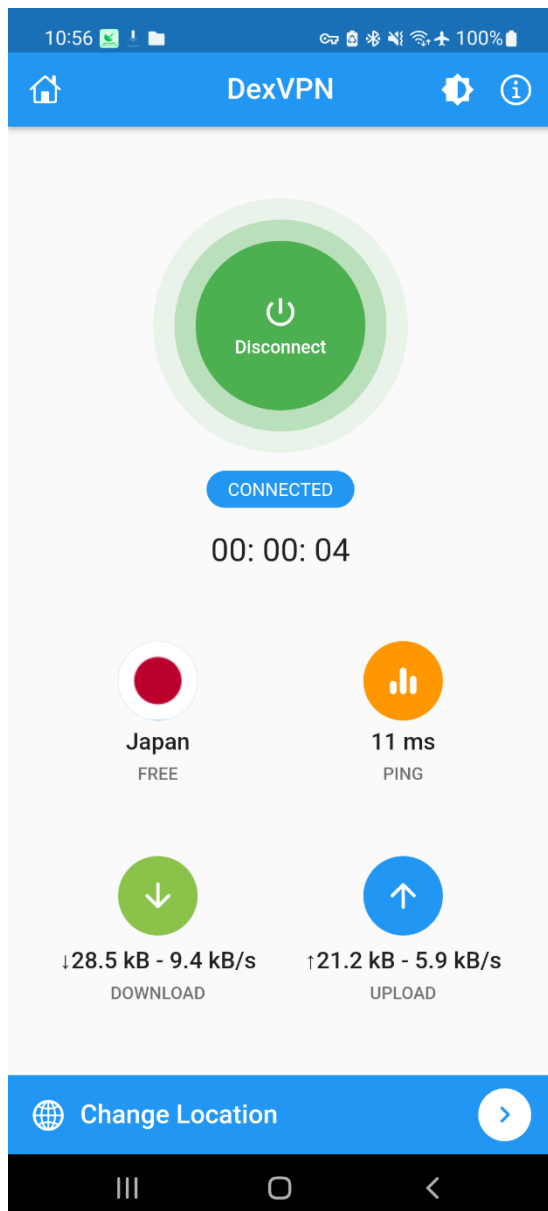 10:56 100%
DexVPN
Disconnect
CONNECTED
00: 00: 04
Japan
FREE
11 ms
PING
↓28.5 kB - 9.4 kB/s
DOWNLOAD
↑21.2 kB - 5.9 kB/s
UPLOAD
Change Location